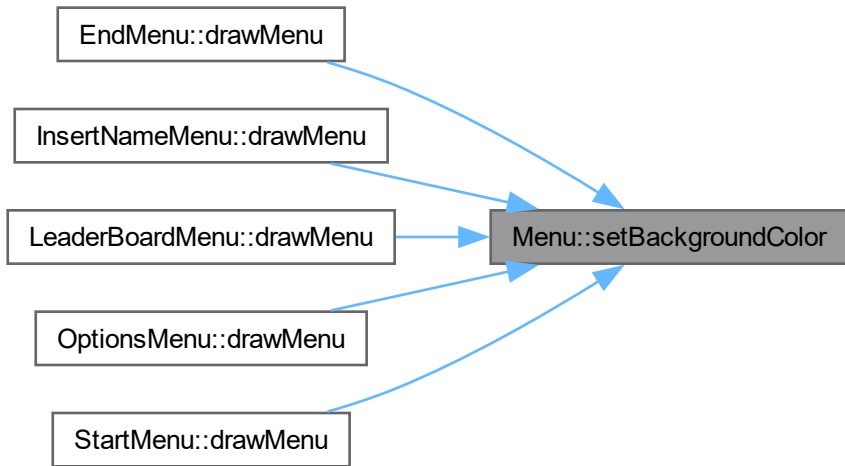 EndMenu::drawMenu
InsertNameMenu::drawMenu
LeaderBoardMenu::drawMenu
Menu::setBackgroundColor
OptionsMenu::drawMenu
StartMenu::drawMenu